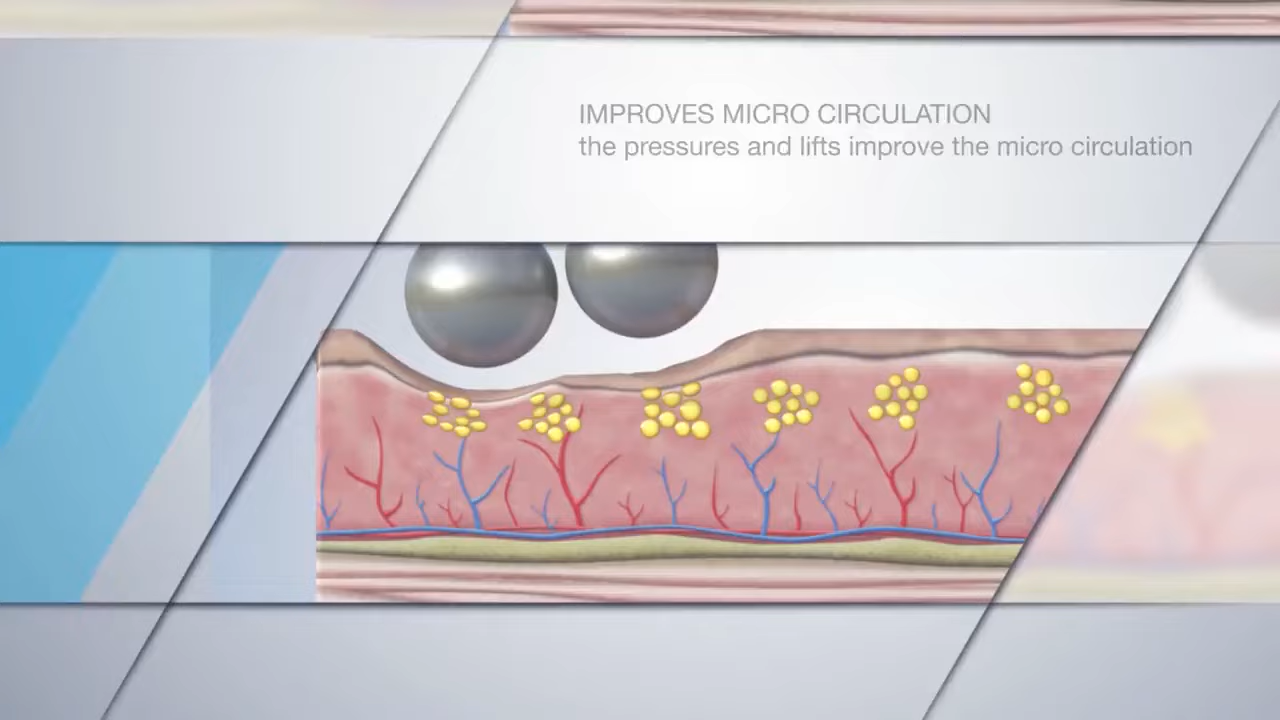 IMPROVES MICRO CIRCULATION
the pressures and lifts improve the micro circulation